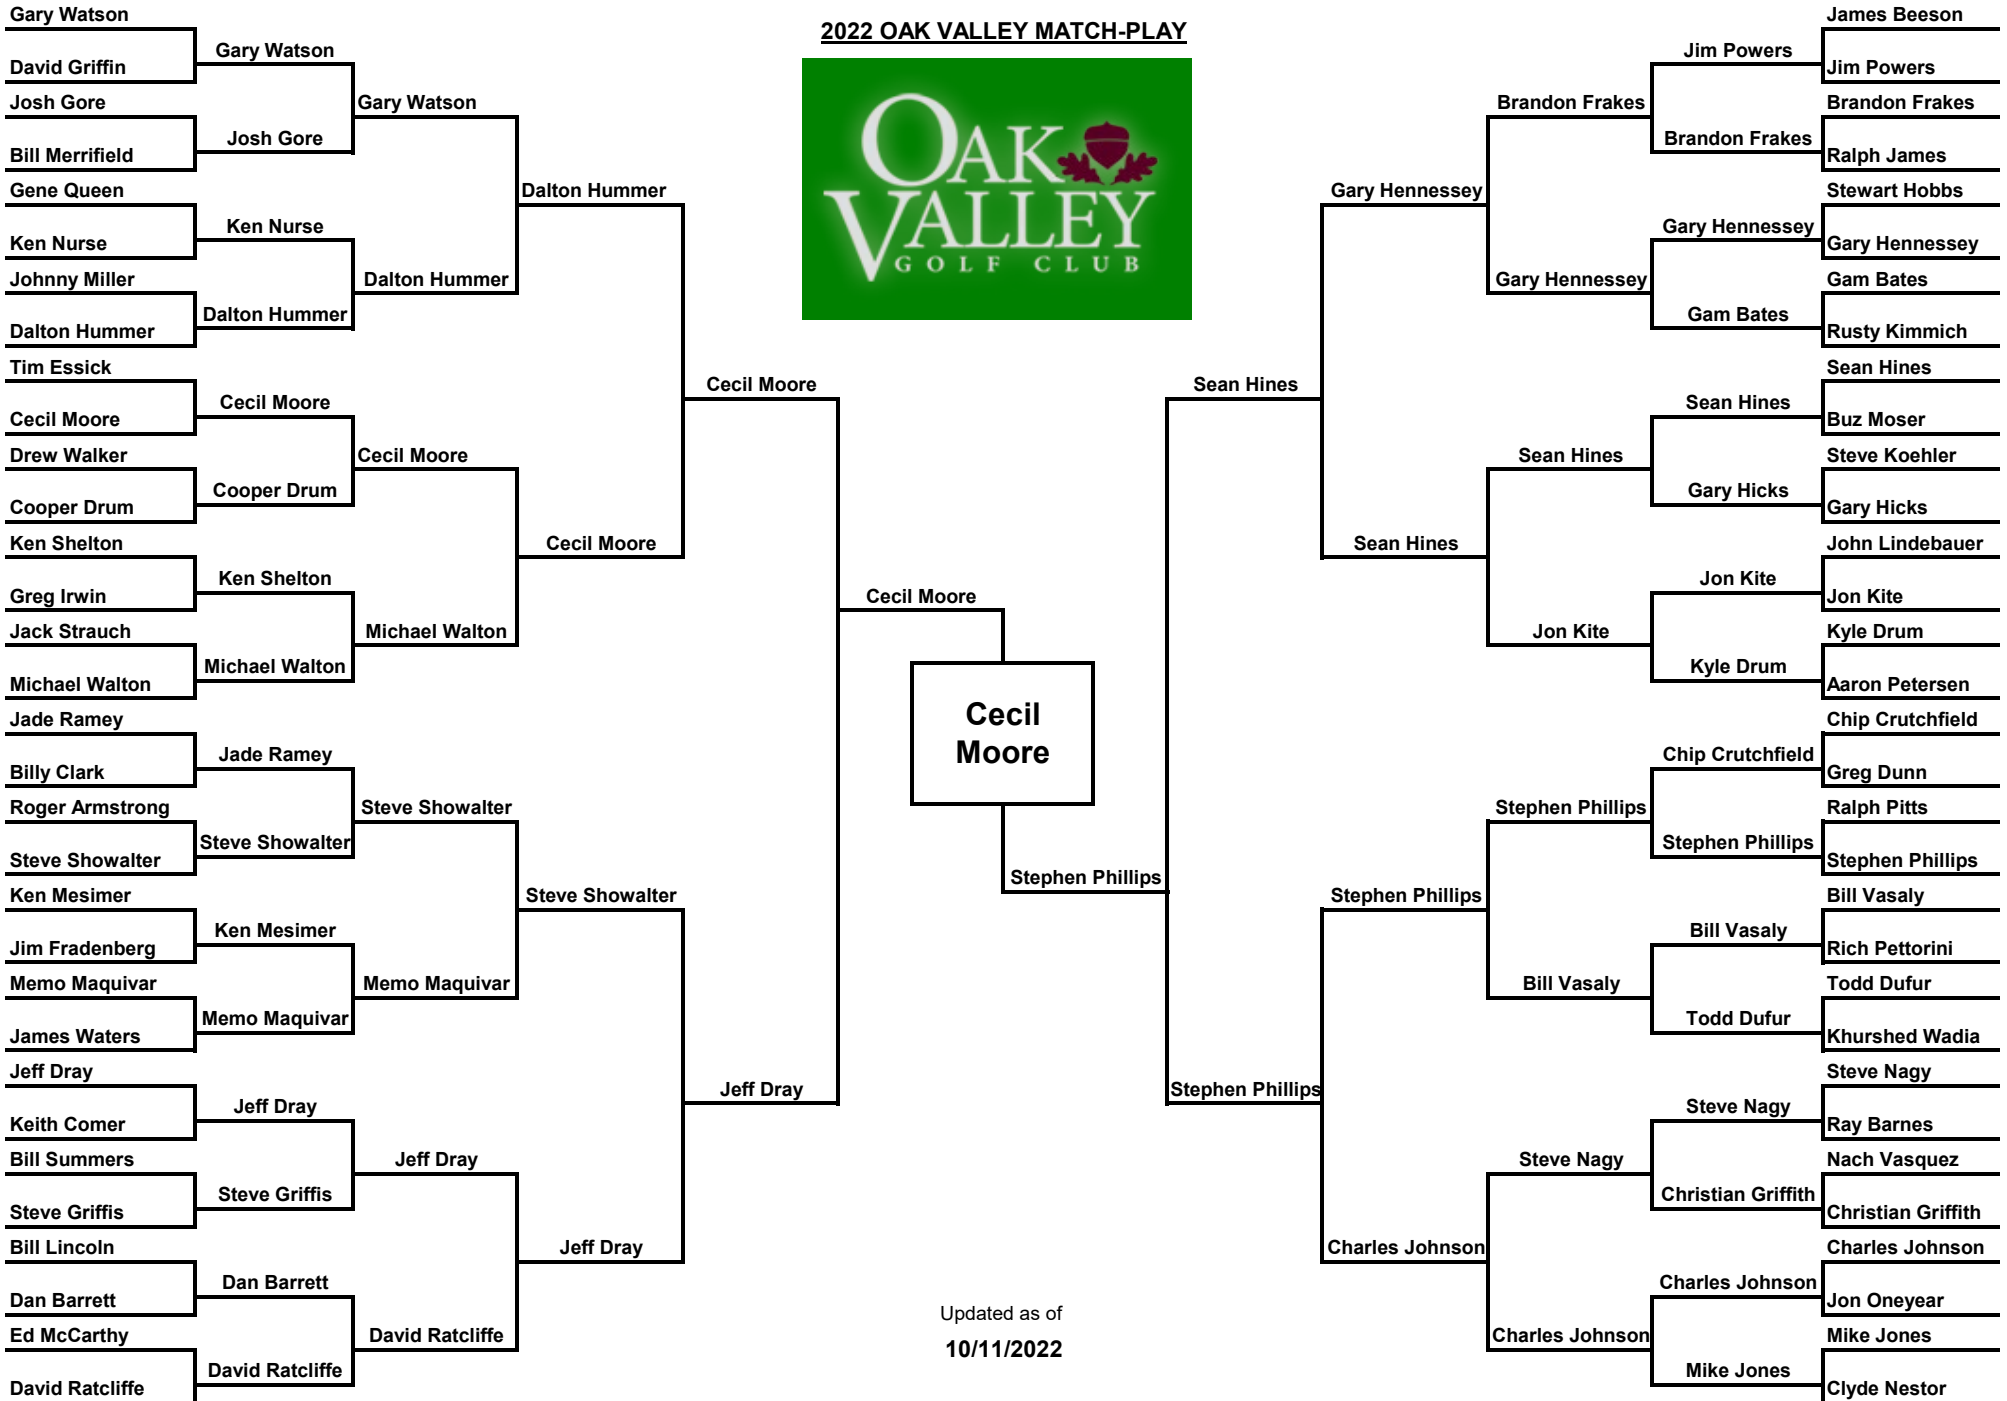 2022 OAK VALLEY MATCH-PLAY
OAK
VALLEY
GOLF CLUB
Gary Watson
David Griffin
Josh Gore
Bill Merrifield
Gene Queen
Ken Nurse
Johnny Miller
Dalton Hummer
Tim Essick
Cecil Moore
Drew Walker
Cooper Drum
Ken Shelton
Greg Irwin
Jack Strauch
Michael Walton
Jade Ramey
Billy Clark
Roger Armstrong
Steve Showalter
Ken Mesimer
Jim Fradenberg
Memo Maquivar
James Waters
Jeff Dray
Keith Comer
Bill Summers
Steve Griffis
Bill Lincoln
Dan Barrett
Ed McCarthy
David Ratcliffe
Gary Watson
Josh Gore
Ken Nurse
Dalton Hummer
Cecil Moore
Cooper Drum
Ken Shelton
Michael Walton
Jade Ramey
Steve Showalter
Ken Mesimer
Memo Maquivar
Jeff Dray
Steve Griffis
Dan Barrett
David Ratcliffe
Gary Watson
Dalton Hummer
Cecil Moore
Michael Walton
Steve Showalter
Memo Maquivar
Jeff Dray
David Ratcliffe
Dalton Hummer
Cecil Moore
Steve Showalter
Jeff Dray
Cecil Moore
Jeff Dray
Cecil Moore
Cecil
Moore
Stephen Phillips
Updated as of
10/11/2022
Sean Hines
Stephen Phillips
Gary Hennessey
Sean Hines
Stephen Phillips
Charles Johnson
Brandon Frakes
Gary Hennessey
Sean Hines
Jon Kite
Stephen Phillips
Bill Vasaly
Steve Nagy
Charles Johnson
Jim Powers
Brandon Frakes
Gary Hennessey
Gam Bates
Sean Hines
Gary Hicks
Jon Kite
Kyle Drum
Chip Crutchfield
Stephen Phillips
Bill Vasaly
Todd Dufur
Steve Nagy
Christian Griffith
Charles Johnson
Mike Jones
James Beeson
Jim Powers
Brandon Frakes
Ralph James
Stewart Hobbs
Gary Hennessey
Gam Bates
Rusty Kimmich
Sean Hines
Buz Moser
Steve Koehler
Gary Hicks
John Lindebauer
Jon Kite
Kyle Drum
Aaron Petersen
Chip Crutchfield
Greg Dunn
Ralph Pitts
Stephen Phillips
Bill Vasaly
Rich Pettorini
Todd Dufur
Khurshed Wadia
Steve Nagy
Ray Barnes
Nach Vasquez
Christian Griffith
Charles Johnson
Jon Oneyear
Mike Jones
Clyde Nestor